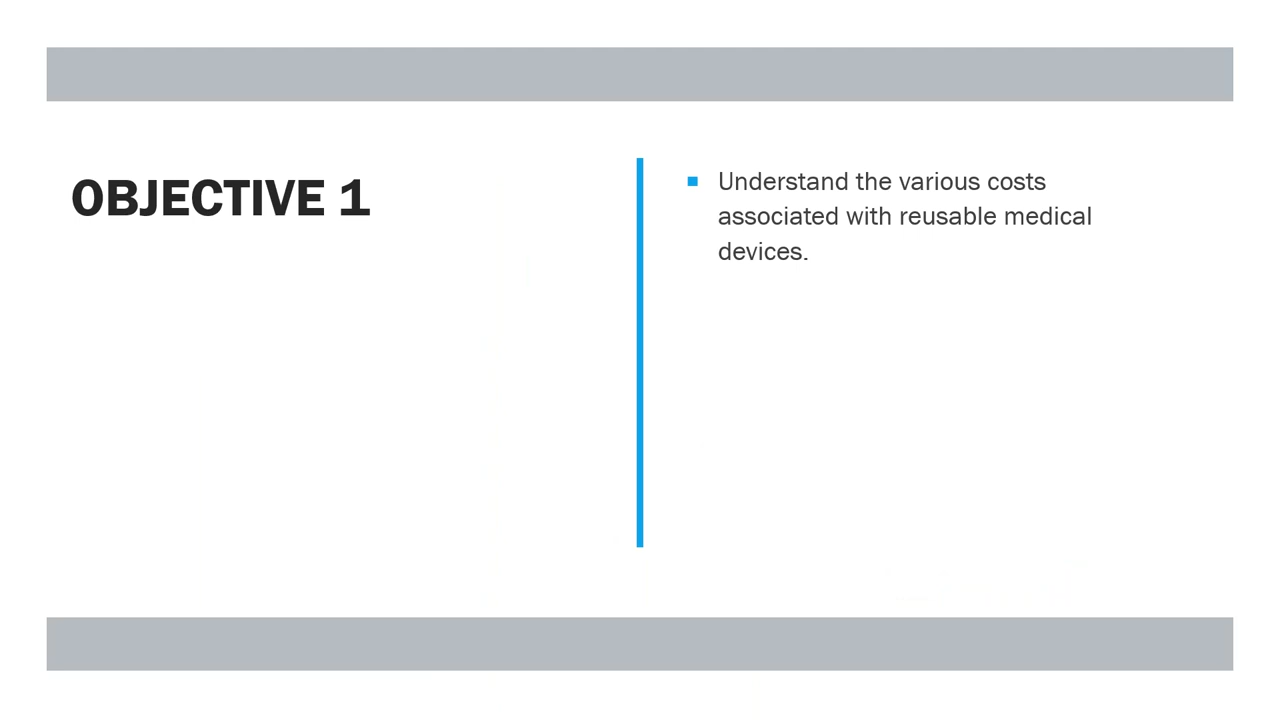 OBJECTIVE 1
Understand the various costs
associated with reusable medical
devices.